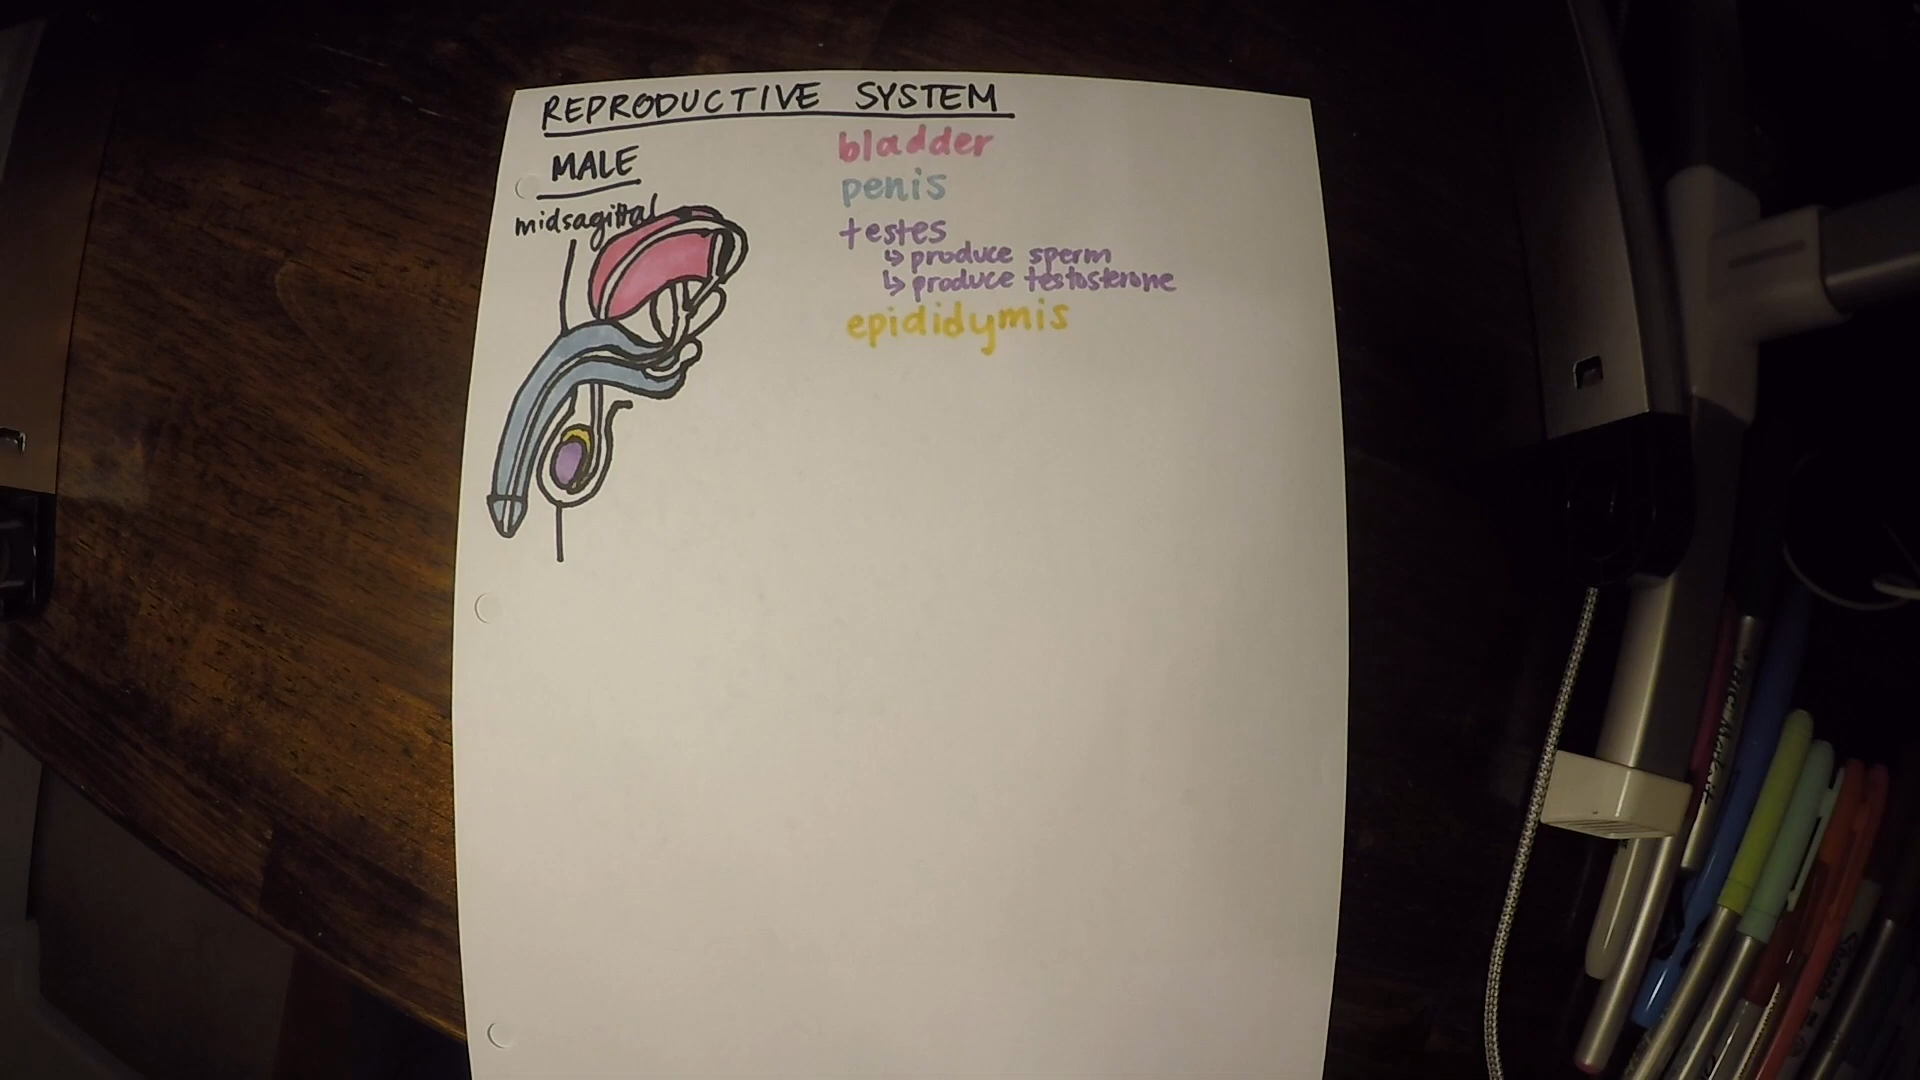 REPRODUCTIVE SYSTEM
MALE
midsagittal
bladder
penis
testes
↳ produce sperm
↳ produce testosterone
epididymis